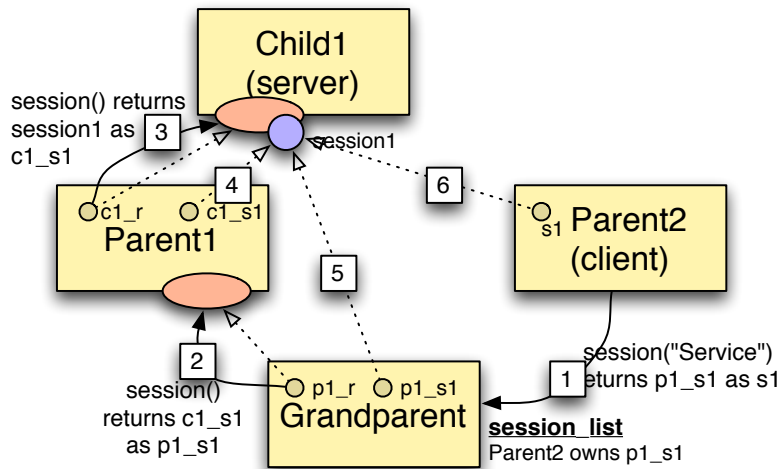 Child1
(server)
session() returns
session1 as
c1_s1
3
session1
4
6
c1_r
c1_s1
Parent1
s1
Parent2
(client)
5
2
1
session("Service")
eturns p1_s1 as s1
session()
returns c1_s1
as p1_s1
p1_r
p1_s1
Grandparent
session_list
Parent2 owns p1_s1